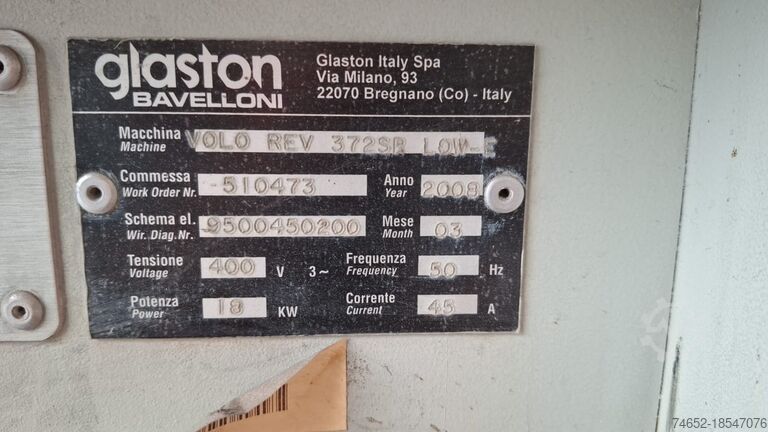 glaston
BAVELLONI
Glaston Italy Spa
Via Milano, 93
22070 Bregnano (Co) - Italy
Macchina VOLO REV 372SR LOW-E
Machine
Commessa 510473 Anno 2008
Work Order Nr. Year
Schema el. 9500450200 Mese 03
Wir. Diag.Nr. Month
Tensione 400 V 3~ Frequenza 50 Hz
Voltage Frequency
Potenza 18 KW Corrente 45 A
Power Current
74652-18547076